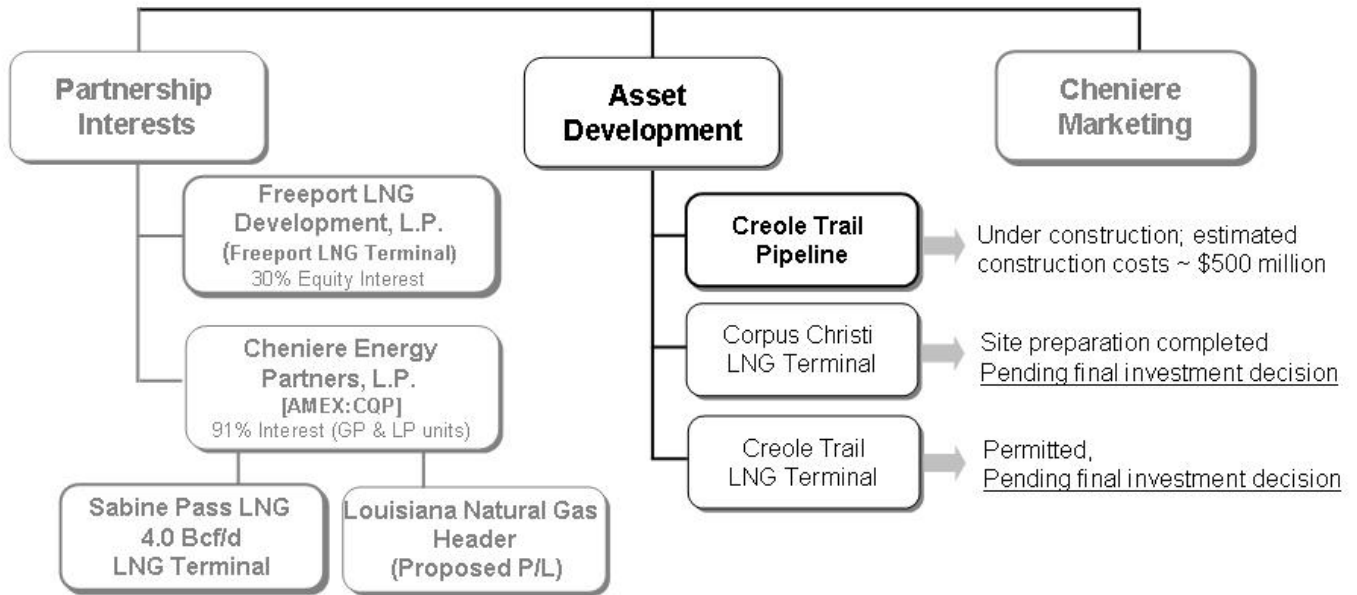 Partnership
Interests
Asset
Development
Cheniere
Marketing
Freeport LNG
Development, L.P.
(Freeport LNG Terminal)
30% Equity Interest
Cheniere Energy
Partners, L.P.
[AMEX:CQP]
91% Interest (GP & LP units)
Sabine Pass LNG
4.0 Bcf/d
LNG Terminal
Louisiana Natural Gas
Header
(Proposed P/L)
Creole Trail
Pipeline
Under construction; estimated
construction costs ~ $500 million
Corpus Christi
LNG Terminal
Site preparation completed
Pending final investment decision
Creole Trail
LNG Terminal
Permitted,
Pending final investment decision